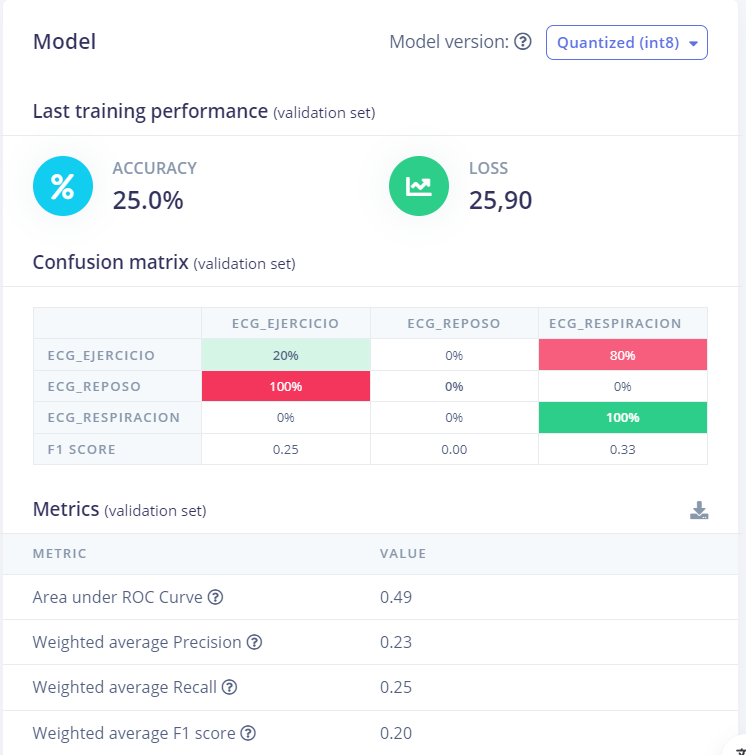 Model
Model version: Quantized (int8)
Last training performance (validation set)
% ACCURACY LOSS
25.0% 25,90
Confusion matrix (validation set)
ECG_EJERCICIO ECG_REPOSO ECG_RESPIRACION
ECG_EJERCICIO 20% 0% 80%
ECG_REPOSO 100% 0% 0%
ECG_RESPIRACION 0% 0% 100%
F1 SCORE 0.25 0.00 0.33
Metrics (validation set)
METRIC VALUE
Area under ROC Curve ? 0.49
Weighted average Precision ? 0.23
Weighted average Recall ? 0.25
Weighted average F1 score ? 0.20